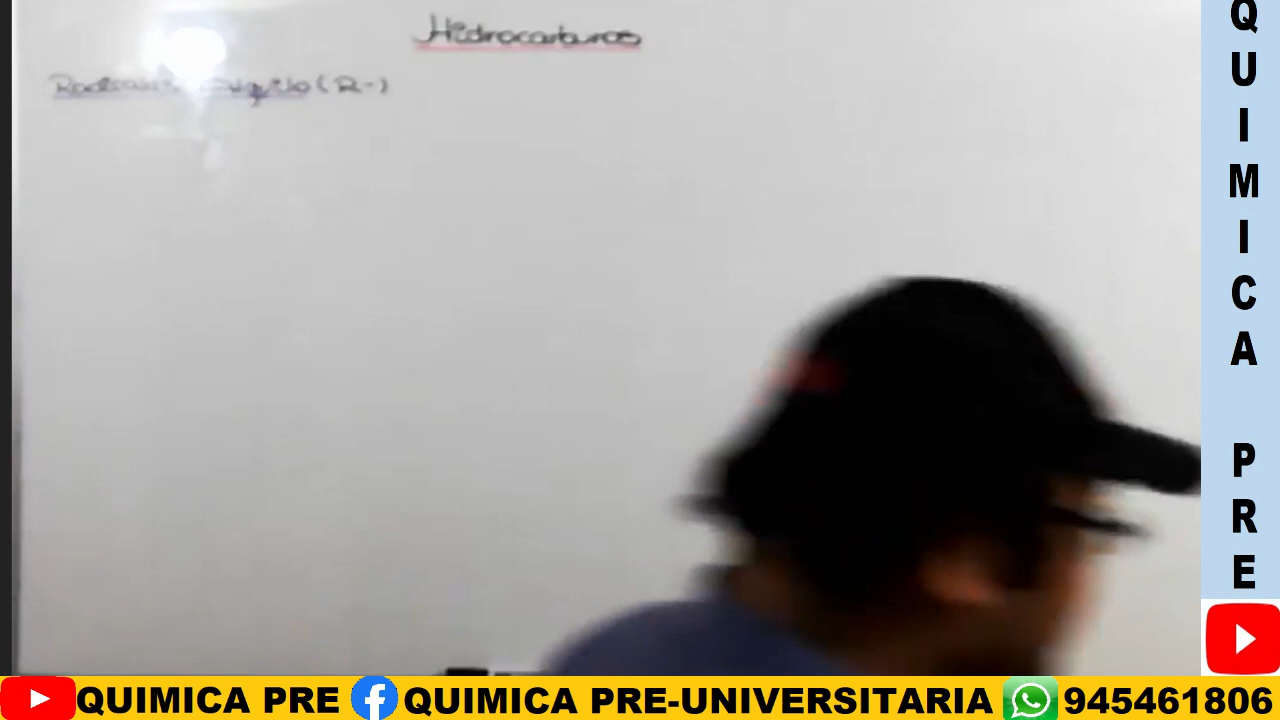 Hidrocarburos
Radicales Alquilo (R-)
QUIMICA PRE
QUIMICA PRE
QUIMICA PRE-UNIVERSITARIA
945461806